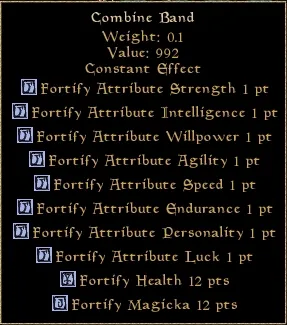 Combine Band
Weight: 0.1
Value: 992
Constant Effect
Fortify Attribute Strength 1 pt
Fortify Attribute Intelligence 1 pt
Fortify Attribute Willpower 1 pt
Fortify Attribute Agility 1 pt
Fortify Attribute Speed 1 pt
Fortify Attribute Endurance 1 pt
Fortify Attribute Personality 1 pt
Fortify Attribute Luck 1 pt
Fortify Health 12 pts
Fortify Magicka 12 pts